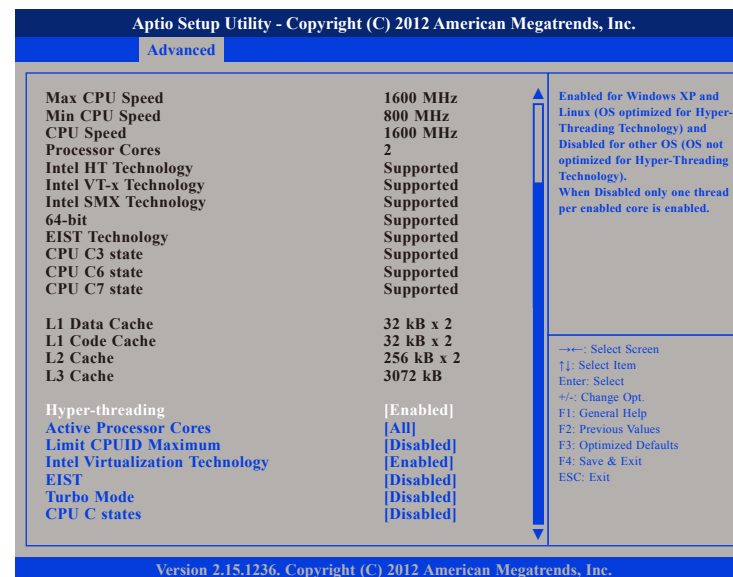 Aptio Setup Utility - Copyright (C) 2012 American Megatrends, Inc.
Advanced
Max CPU Speed 1600 MHz
Min CPU Speed 800 MHz
CPU Speed 1600 MHz
Processor Cores 2
Intel HT Technology Supported
Intel VT-x Technology Supported
Intel SMX Technology Supported
64-bit Supported
EIST Technology Supported
CPU C3 state Supported
CPU C6 state Supported
CPU C7 state Supported
L1 Data Cache 32 kB x 2
L1 Code Cache 32 kB x 2
L2 Cache 256 kB x 2
L3 Cache 3072 kB
Hyper-threading [Enabled]
Active Processor Cores [All]
Limit CPUID Maximum [Disabled]
Intel Virtualization Technology [Enabled]
EIST [Disabled]
Turbo Mode [Disabled]
CPU C states [Disabled]
Enabled for Windows XP and
Linux (OS optimized for Hyper-
Threading Technology) and
Disabled for other OS (OS not
optimized for Hyper-Threading
Technology).
When Disabled only one thread
per enabled core is enabled.
→←: Select Screen
↑↓: Select Item
Enter: Select
+/-: Change Opt.
F1: General Help
F2: Previous Values
F3: Optimized Defaults
F4: Save & Exit
ESC: Exit
Version 2.15.1236. Copyright (C) 2012 American Megatrends, Inc.